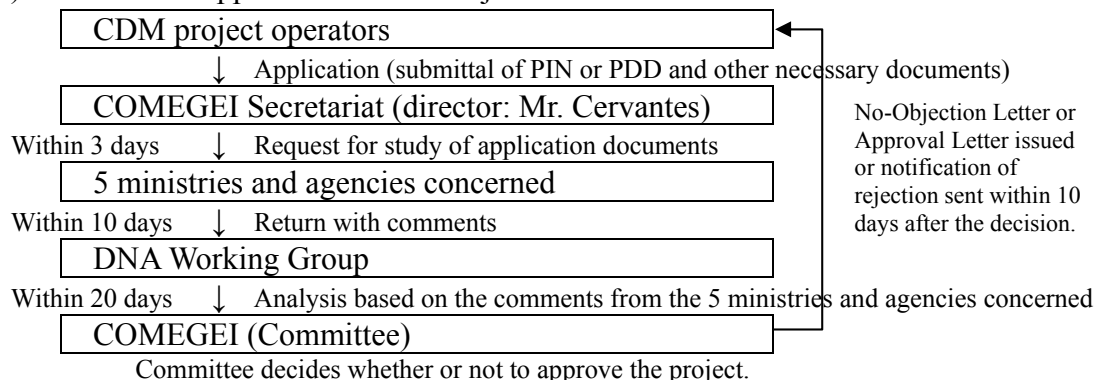 CDM project operators
↓ Application (submittal of PIN or PDD and other necessary documents)
COMEGEI Secretariat (director: Mr. Cervantes)
Within 3 days ↓ Request for study of application documents
5 ministries and agencies concerned
Within 10 days ↓ Return with comments
DNA Working Group
Within 20 days ↓ Analysis based on the comments from the 5 ministries and agencies concerned
COMEGEI (Committee)
Committee decides whether or not to approve the project.
No-Objection Letter or
Approval Letter issued
or notification of
rejection sent within 10
days after the decision.